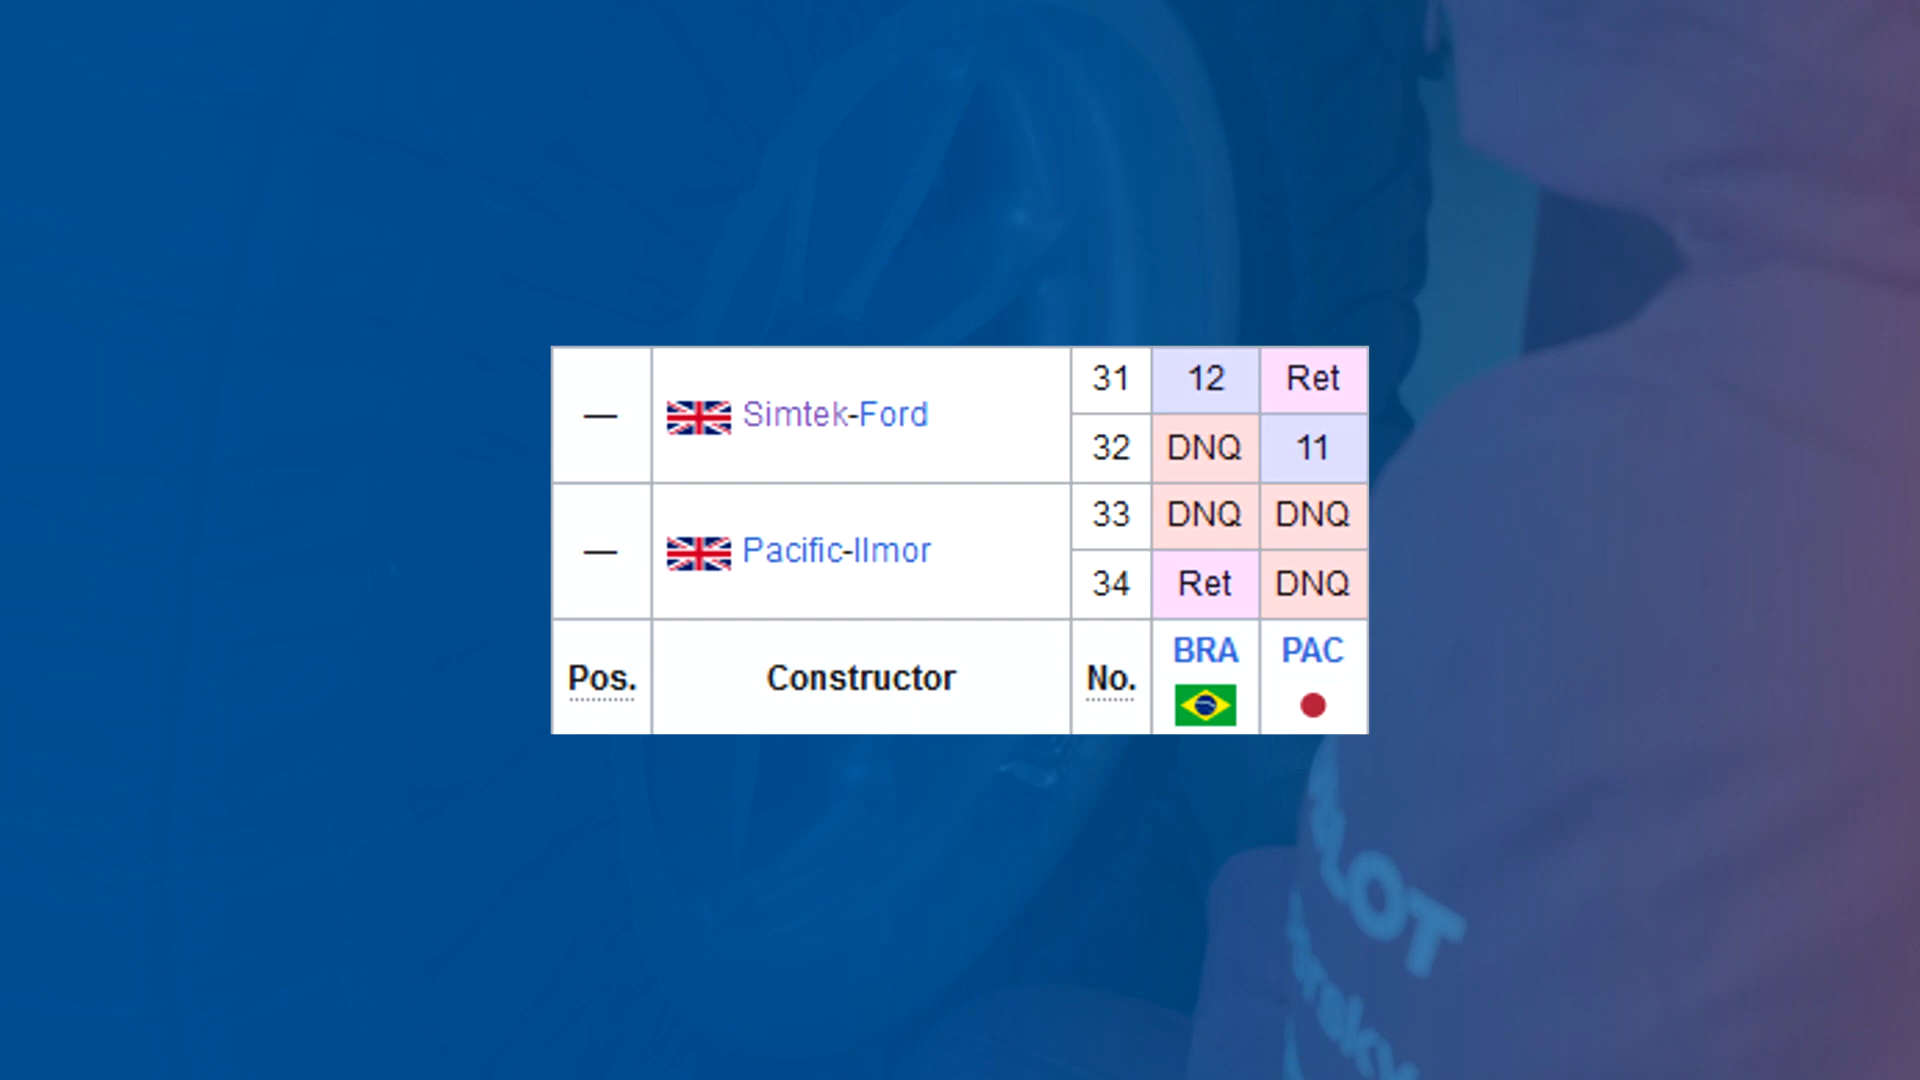 — Simtek-Ford 31 12 Ret
32 DNQ 11
— Pacific-Ilmor 33 DNQ DNQ
34 Ret DNQ
Pos. Constructor No. BRA PAC